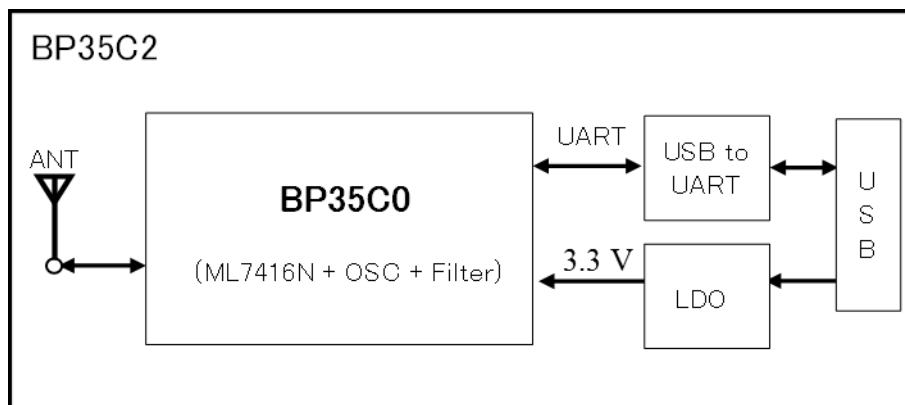 BP35C2
ANT
BP35C0
(ML7416N + OSC + Filter)
UART
USB to
UART
3.3 V
LDO
U
S
B